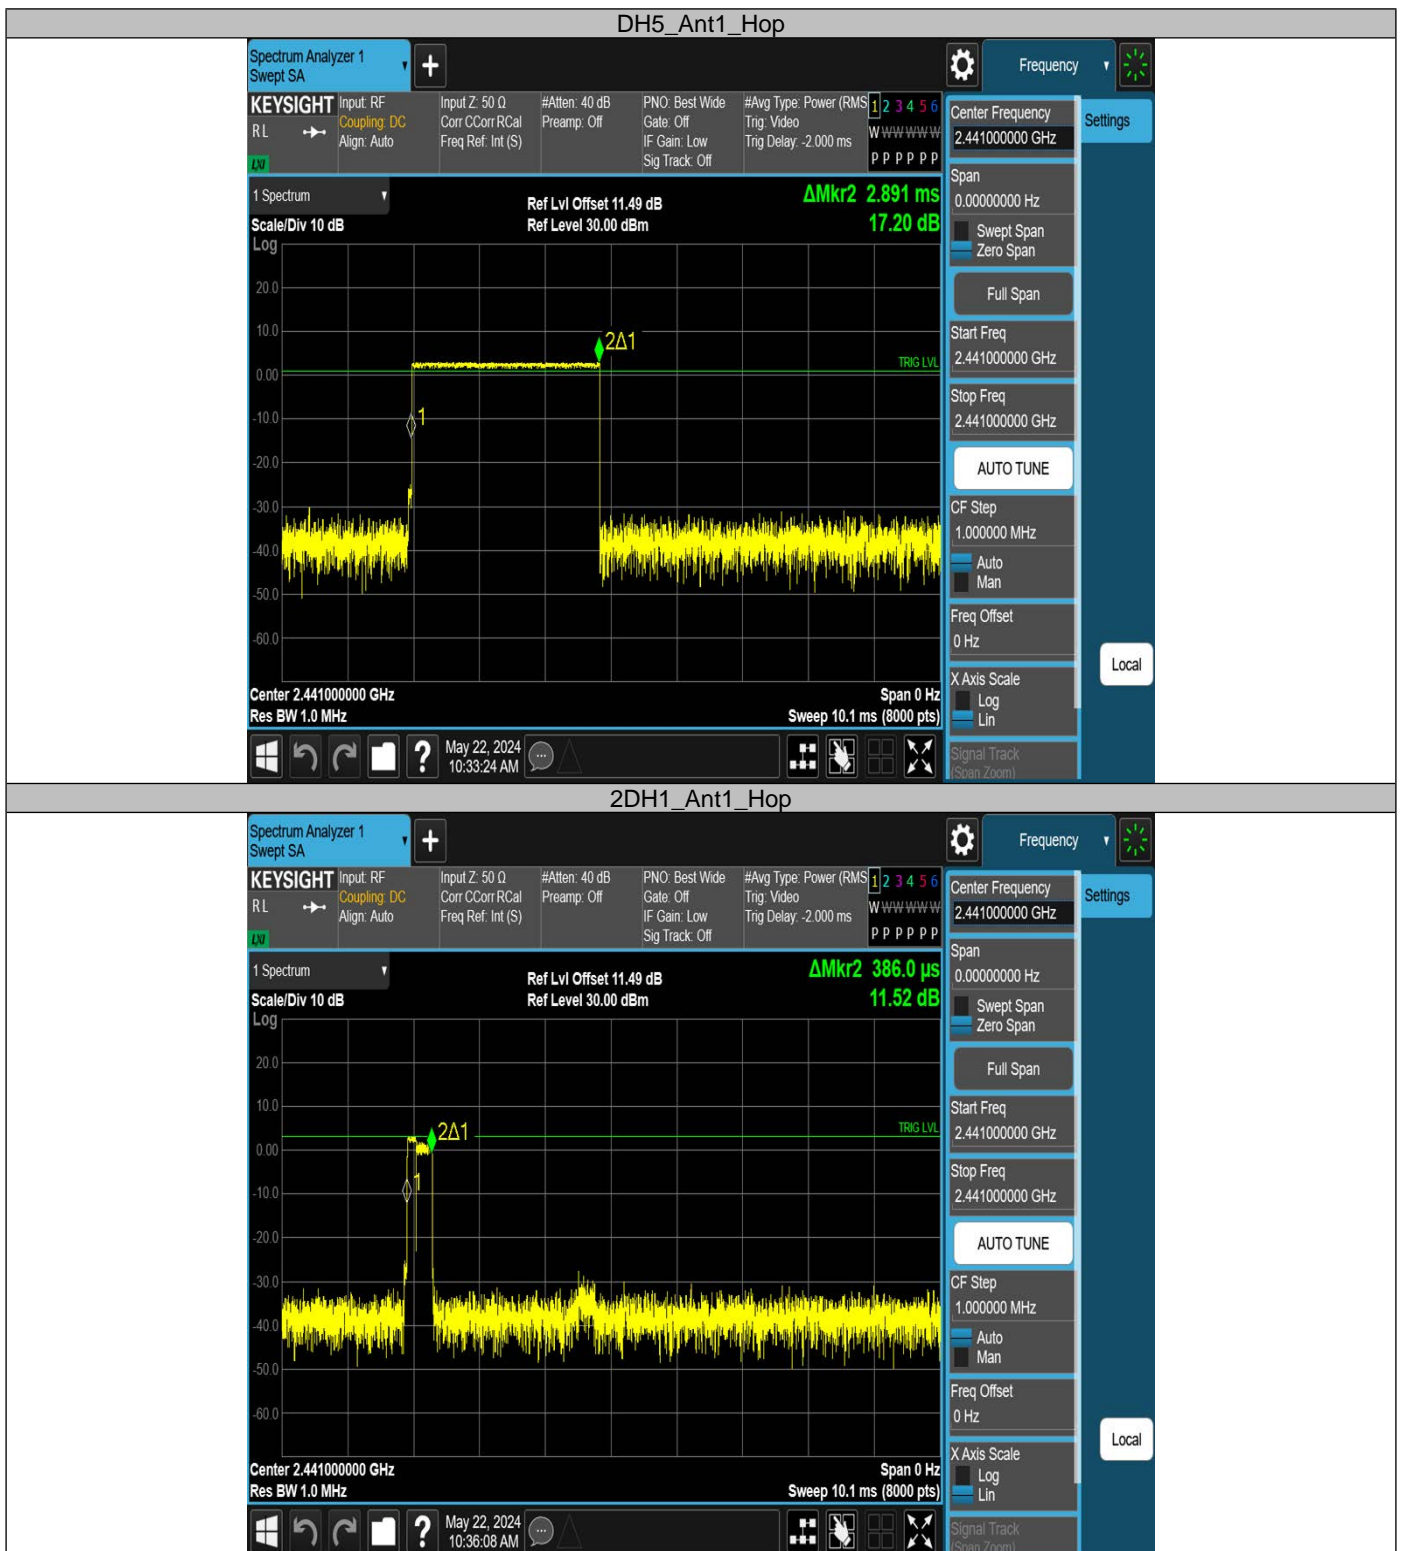 DH5_Ant1_Hop
Spectrum Analyzer 1
Swept SA
Frequency
KEYSIGHT
RL
LXI
Input: RF
Coupling: DC
Align: Auto
Input Z: 50 Ω
Corr CCorr RCal
Freq Ref: Int (S)
#Atten: 40 dB
Preamp: Off
PNO: Best Wide
Gate: Off
IF Gain: Low
Sig Track: Off
#Avg Type: Power (RMS
Trig: Video
Trig Delay: -2.000 ms
1 2 3 4 5 6
W W W W W W
P P P P P P
Center Frequency
2.441000000 GHz
Settings
Span
0.00000000 Hz
Swept Span
Zero Span
Full Span
Start Freq
2.441000000 GHz
Stop Freq
2.441000000 GHz
AUTO TUNE
CF Step
1.000000 MHz
Auto
Man
Freq Offset
0 Hz
X Axis Scale
Log
Lin
Signal Track
(Span Zoom)
Local
1 Spectrum
Scale/Div 10 dB
Log
Ref Lvl Offset 11.49 dB
Ref Level 30.00 dBm
ΔMkr2 2.891 ms
17.20 dB
20.0
10.0
0.00
-10.0
-20.0
-30.0
-40.0
-50.0
-60.0
2Δ1
1
TRIG LVL
Center 2.441000000 GHz
Res BW 1.0 MHz
Span 0 Hz
Sweep 10.1 ms (8000 pts)
?
May 22, 2024
10:33:24 AM
2DH1_Ant1_Hop
Spectrum Analyzer 1
Swept SA
Frequency
KEYSIGHT
RL
LXI
Input: RF
Coupling: DC
Align: Auto
Input Z: 50 Ω
Corr CCorr RCal
Freq Ref: Int (S)
#Atten: 40 dB
Preamp: Off
PNO: Best Wide
Gate: Off
IF Gain: Low
Sig Track: Off
#Avg Type: Power (RMS
Trig: Video
Trig Delay: -2.000 ms
1 2 3 4 5 6
W W W W W W
P P P P P P
Center Frequency
2.441000000 GHz
Settings
Span
0.00000000 Hz
Swept Span
Zero Span
Full Span
Start Freq
2.441000000 GHz
Stop Freq
2.441000000 GHz
AUTO TUNE
CF Step
1.000000 MHz
Auto
Man
Freq Offset
0 Hz
X Axis Scale
Log
Lin
Signal Track
(Span Zoom)
Local
1 Spectrum
Scale/Div 10 dB
Log
Ref Lvl Offset 11.49 dB
Ref Level 30.00 dBm
ΔMkr2 386.0 μs
11.52 dB
20.0
10.0
0.00
-10.0
-20.0
-30.0
-40.0
-50.0
-60.0
2Δ1
1
TRIG LVL
Center 2.441000000 GHz
Res BW 1.0 MHz
Span 0 Hz
Sweep 10.1 ms (8000 pts)
?
May 22, 2024
10:36:08 AM